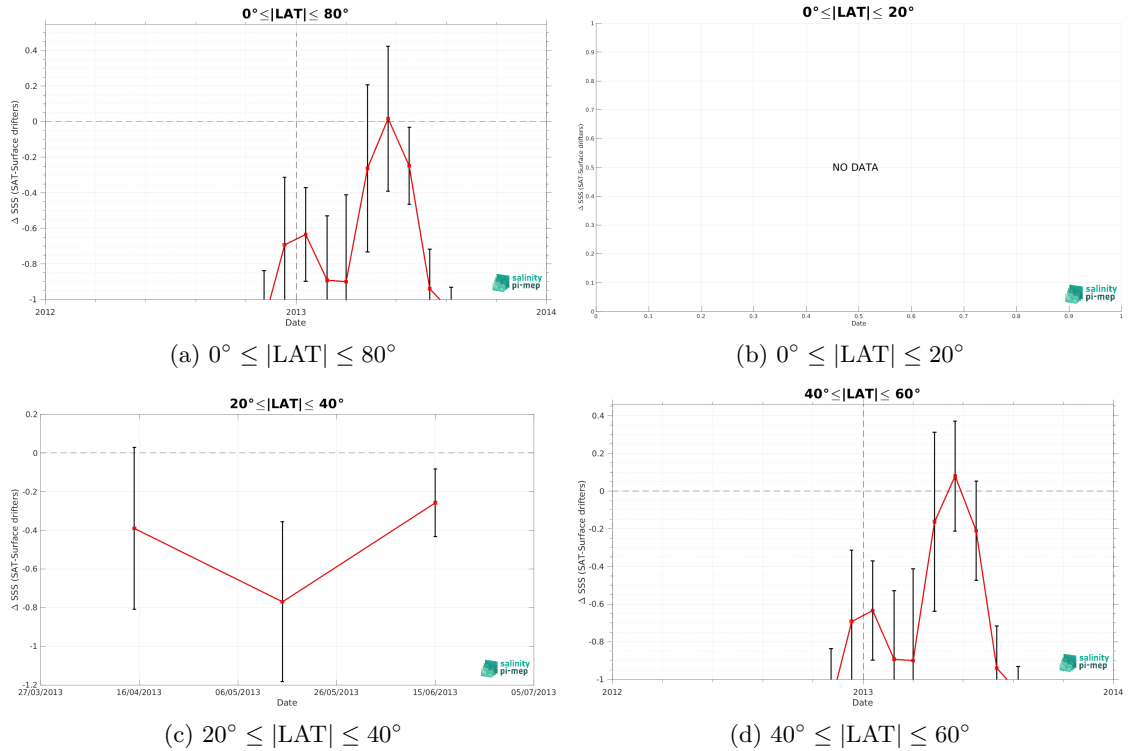 0°≤|LAT|≤ 80°
Δ SSS (SAT-Surface drifters)
0.4
0.2
0
-0.2
-0.4
-0.6
-0.8
-1
2012 2013 2014
Date
salinity
pi-mep
(a) 0° ≤ |LAT| ≤ 80°
0°≤|LAT|≤ 20°
Δ SSS (SAT-Surface drifters)
1
0.9
0.8
0.7
0.6
0.5
0.4
0.3
0.2
0.1
0
NO DATA
0 0.1 0.2 0.3 0.4 0.5 0.6 0.7 0.8 0.9 1
Date
salinity
pi-mep
(b) 0° ≤ |LAT| ≤ 20°
20°≤|LAT|≤ 40°
Δ SSS (SAT-Surface drifters)
0.2
0
-0.2
-0.4
-0.6
-0.8
-1
-1.2
27/03/2013 16/04/2013 06/05/2013 26/05/2013 15/06/2013 05/07/2013
Date
salinity
pi-mep
(c) 20° ≤ |LAT| ≤ 40°
40°≤|LAT|≤ 60°
Δ SSS (SAT-Surface drifters)
0.4
0.2
0
-0.2
-0.4
-0.6
-0.8
-1
2012 2013 2014
Date
salinity
pi-mep
(d) 40° ≤ |LAT| ≤ 60°